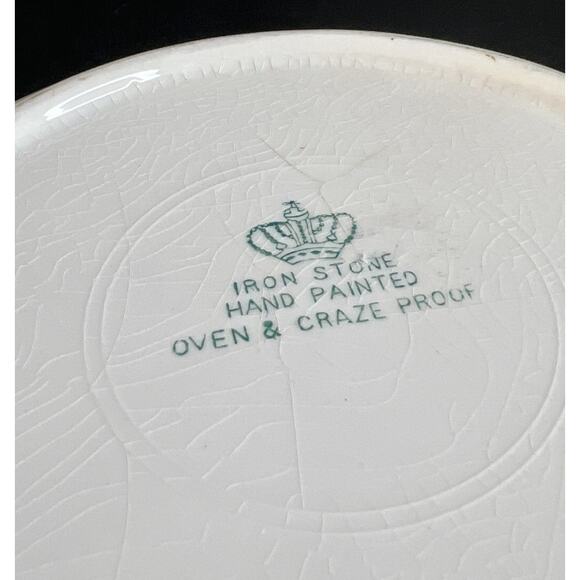 IRON STONE
HAND PAINTED
OVEN & CRAZE PROOF